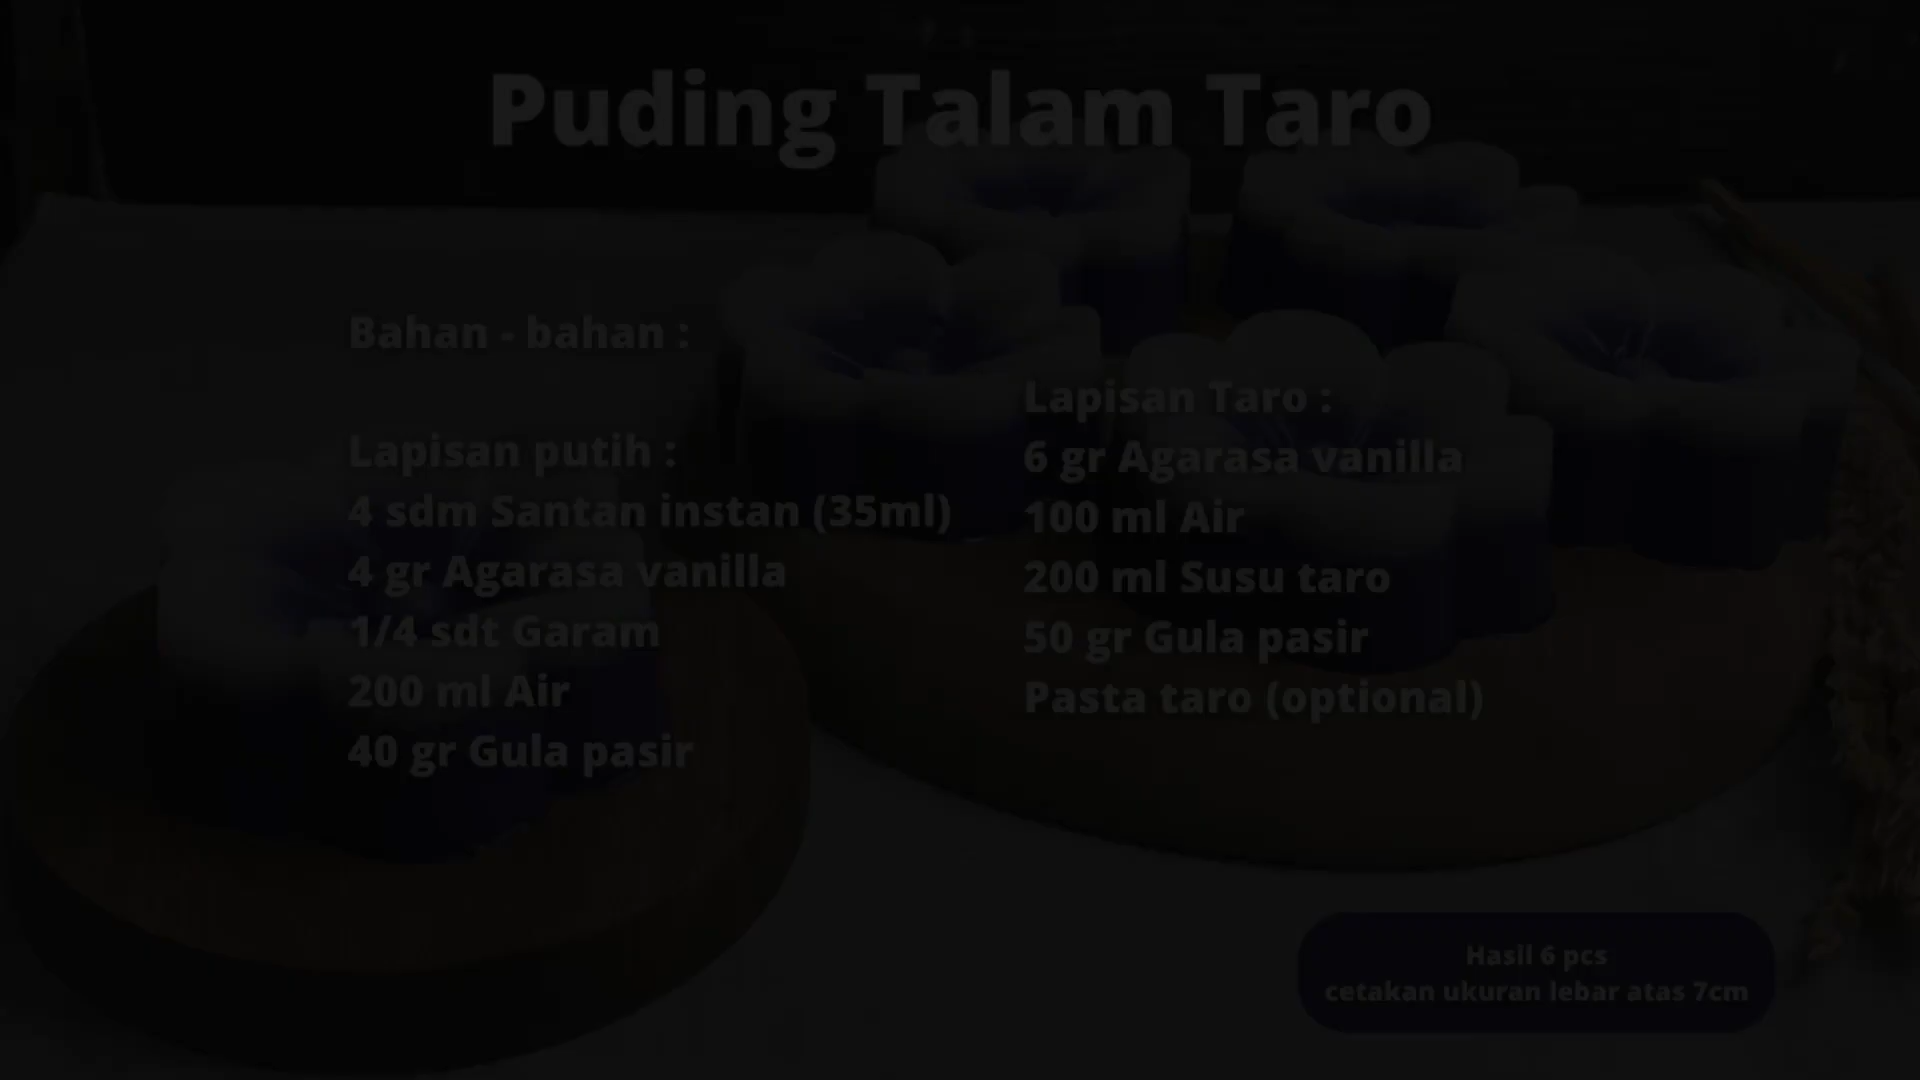 Puding Talam Taro
Bahan - bahan :
Lapisan putih :
4 sdm Santan instan (35ml)
4 gr Agarasa vanilla
1/4 sdt Garam
200 ml Air
40 gr Gula pasir
Lapisan Taro :
6 gr Agarasa vanilla
100 ml Air
200 ml Susu taro
50 gr Gula pasir
Pasta taro (optional)
Hasil 6 pcs
cetakan ukuran lebar atas 7cm